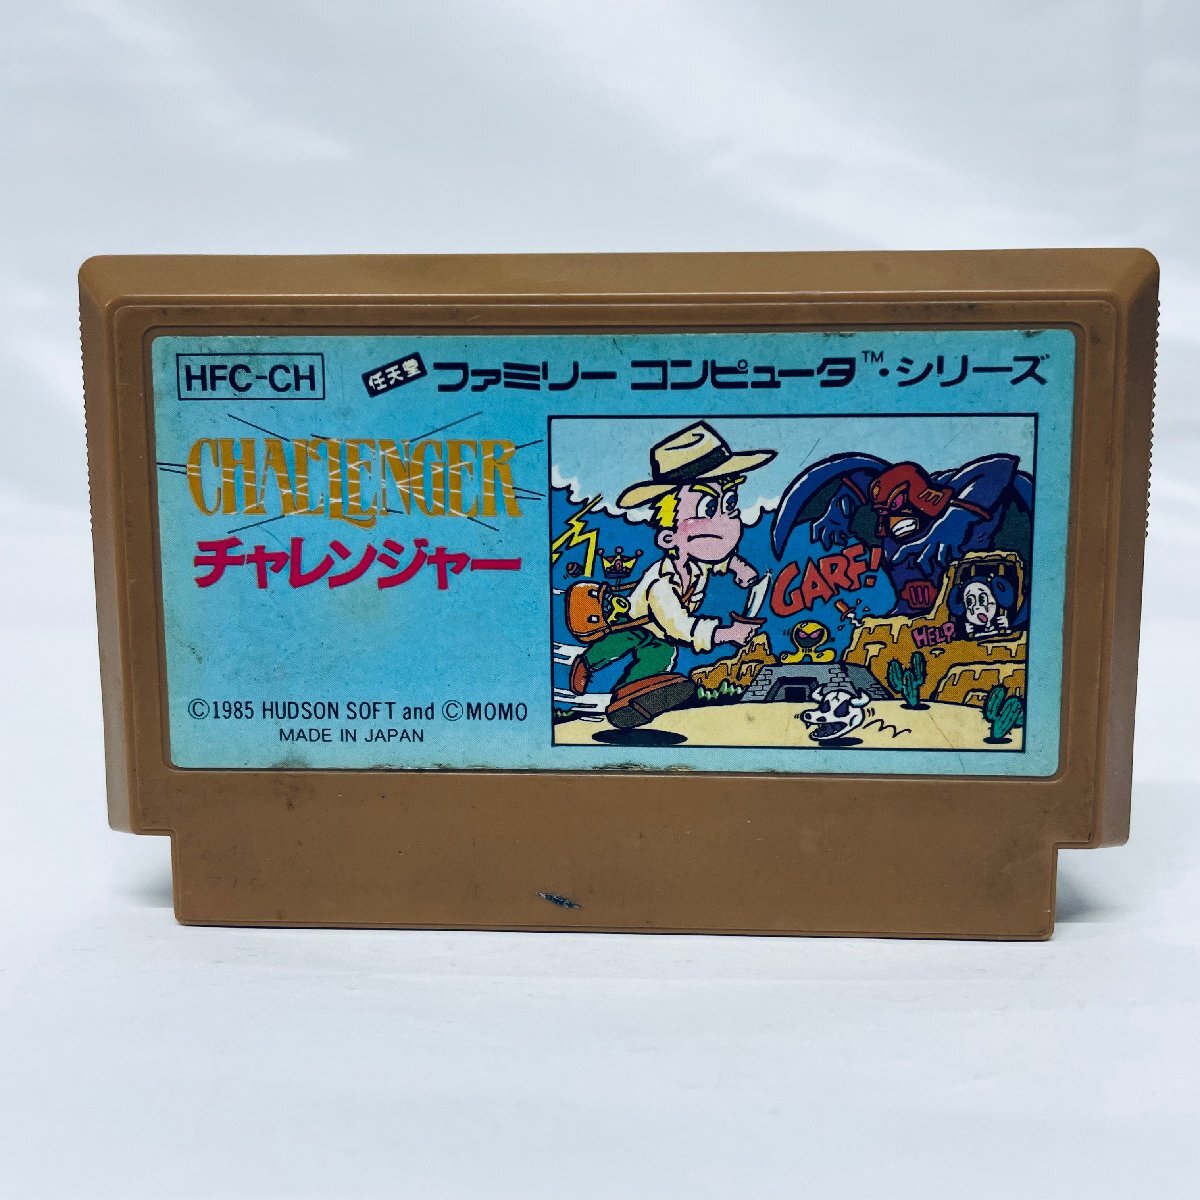 HFC-CH
任天堂 ファミリー コンピュータ™・シリーズ
CHALLENGER
チャレンジャー
©1985 HUDSON SOFT and ©MOMO
MADE IN JAPAN
GARF!
HELP